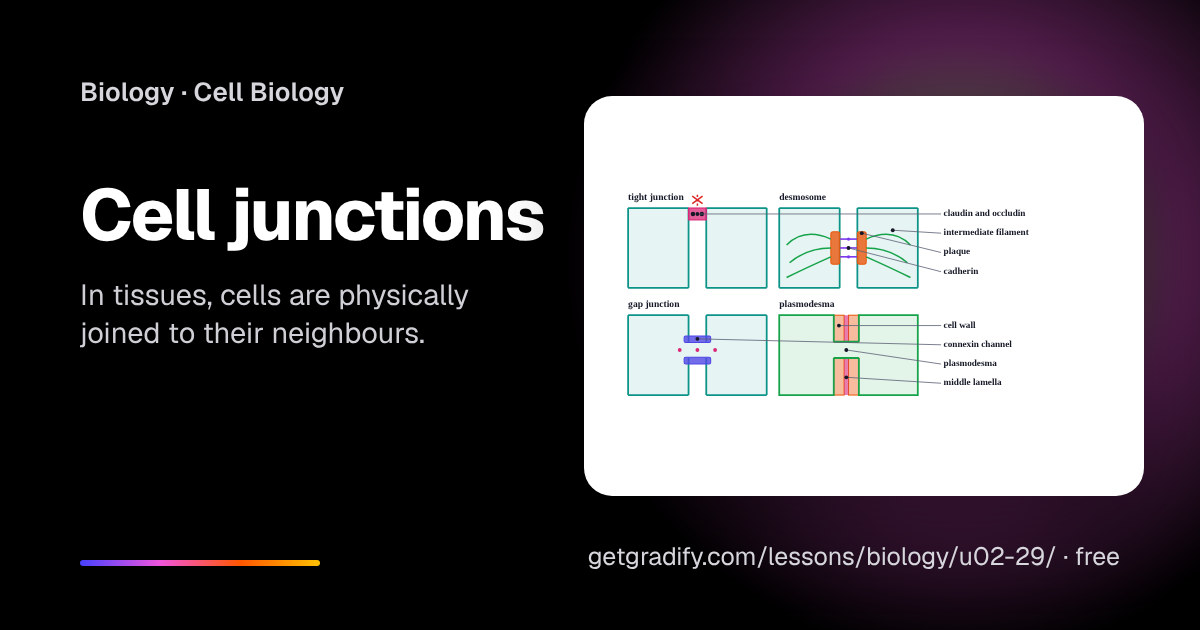 Biology · Cell Biology
Cell junctions
In tissues, cells are physically
joined to their neighbours.
tight junction
desmosome
claudin and occludin
intermediate filament
plaque
cadherin
gap junction
plasmodesma
cell wall
connexin channel
plasmodesma
middle lamella
getgradify.com/lessons/biology/u02-29/ · free